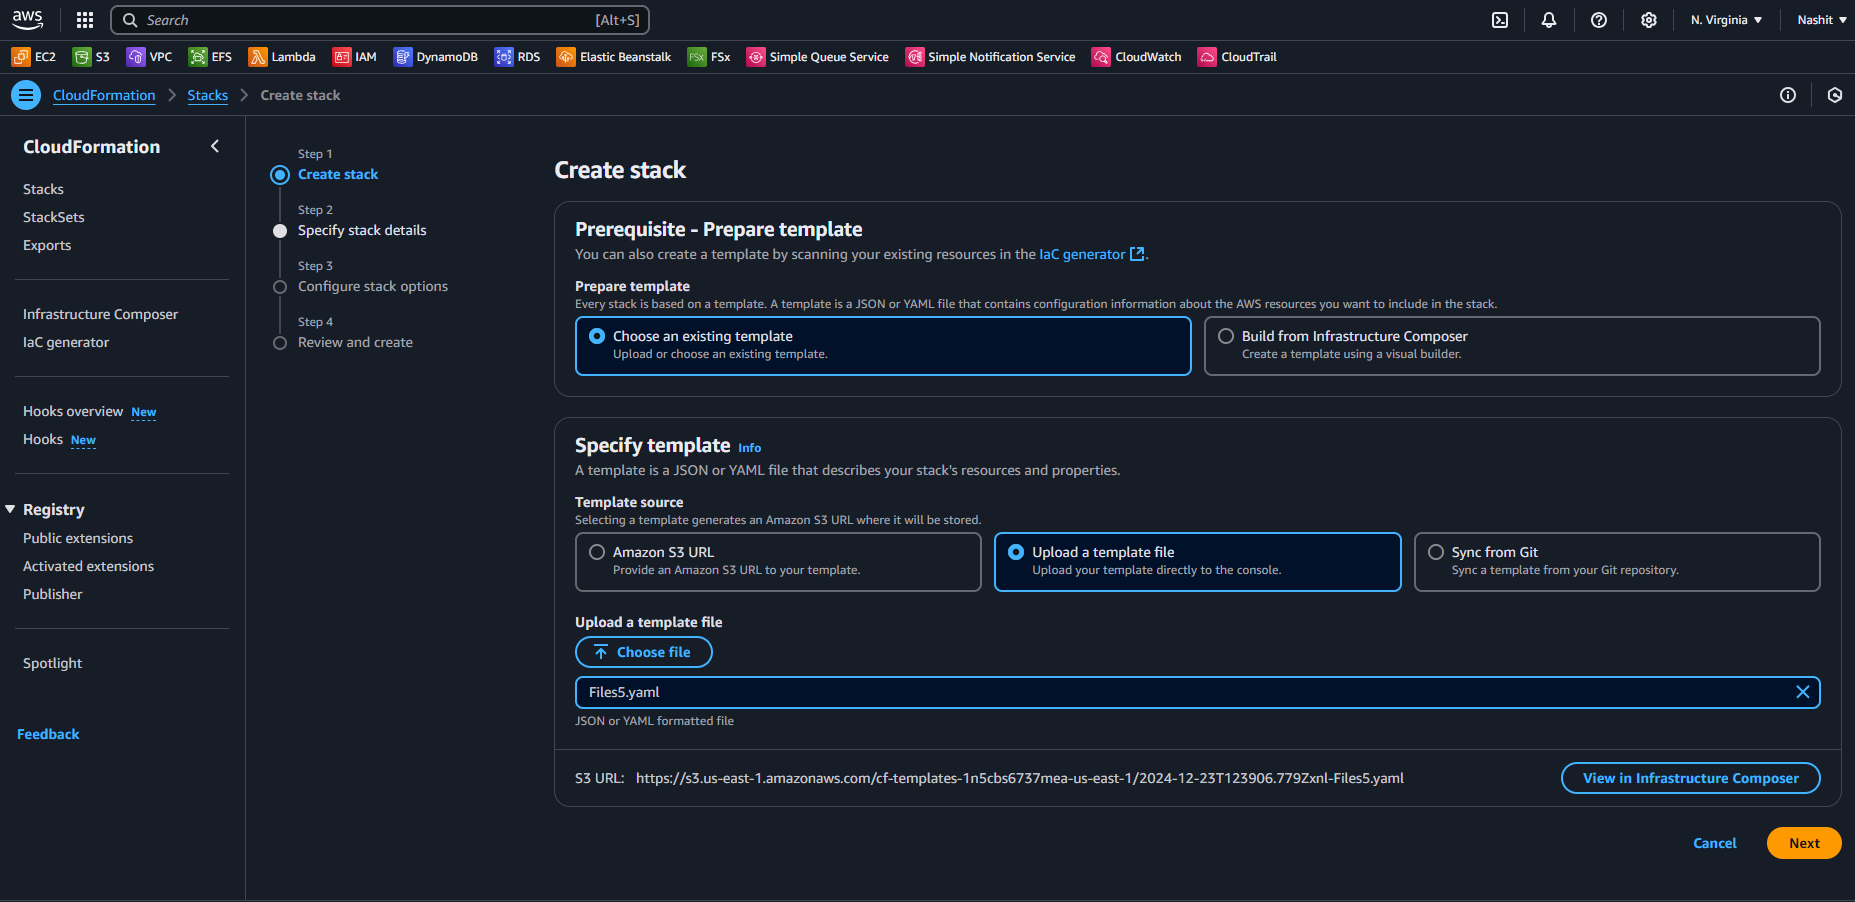 aws
Search [Alt+S]
N. Virginia
Nashit
EC2 S3 VPC EFS Lambda IAM DynamoDB RDS Elastic Beanstalk FSx FSx Simple Queue Service Simple Notification Service CloudWatch CloudTrail
CloudFormation Stacks Create stack
CloudFormation
Stacks
StackSets
Exports
Infrastructure Composer
IaC generator
Hooks overview New
Hooks New
Registry
Public extensions
Activated extensions
Publisher
Spotlight
Feedback
Step 1
Create stack
Step 2
Specify stack details
Step 3
Configure stack options
Step 4
Review and create
Create stack
Prerequisite - Prepare template
You can also create a template by scanning your existing resources in the IaC generator.
Prepare template
Every stack is based on a template. A template is a JSON or YAML file that contains configuration information about the AWS resources you want to include in the stack.
Choose an existing template
Upload or choose an existing template.
Build from Infrastructure Composer
Create a template using a visual builder.
Specify template Info
A template is a JSON or YAML file that describes your stack's resources and properties.
Template source
Selecting a template generates an Amazon S3 URL where it will be stored.
Amazon S3 URL
Provide an Amazon S3 URL to your template.
Upload a template file
Upload your template directly to the console.
Sync from Git
Sync a template from your Git repository.
Upload a template file
Choose file
Files5.yaml
JSON or YAML formatted file
S3 URL: https://s3.us-east-1.amazonaws.com/cf-templates-1n5cbs6737mea-us-east-1/2024-12-23T123906.779Zxnl-Files5.yaml
View in Infrastructure Composer
Cancel
Next